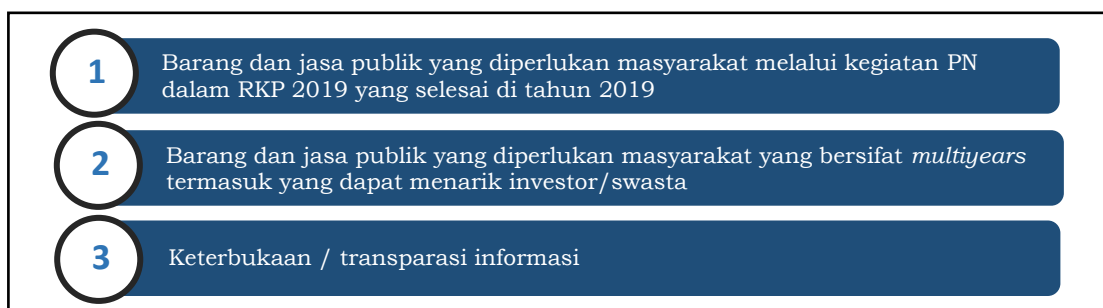 1
Barang dan jasa publik yang diperlukan masyarakat melalui kegiatan PN
dalam RKP 2019 yang selesai di tahun 2019
2
Barang dan jasa publik yang diperlukan masyarakat yang bersifat multiyears
termasuk yang dapat menarik investor/swasta
3
Keterbukaan / transparasi informasi